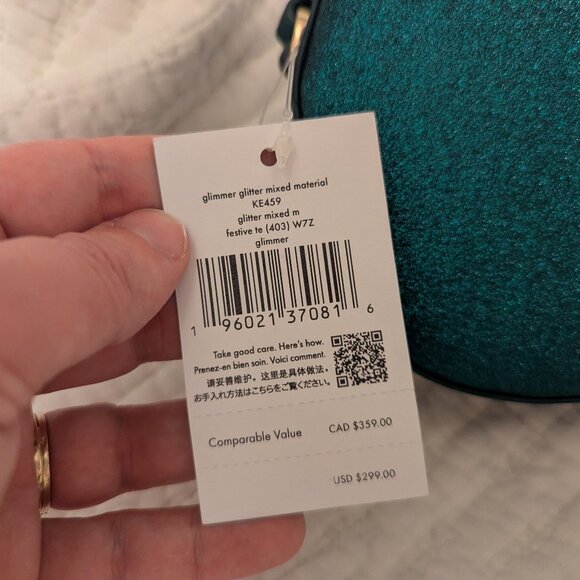 glimmer glitter mixed material
KE459
glitter mixed m
festive te (403) W7Z
glimmer
1 96021 37081 6
Take good care. Here's how.
Prenez-en bien soin. Voici comment.
请妥善维护。这里是具体做法。
お手入れ方法はこちらをご覧ください。
Comparable Value CAD $359.00
USD $299.00